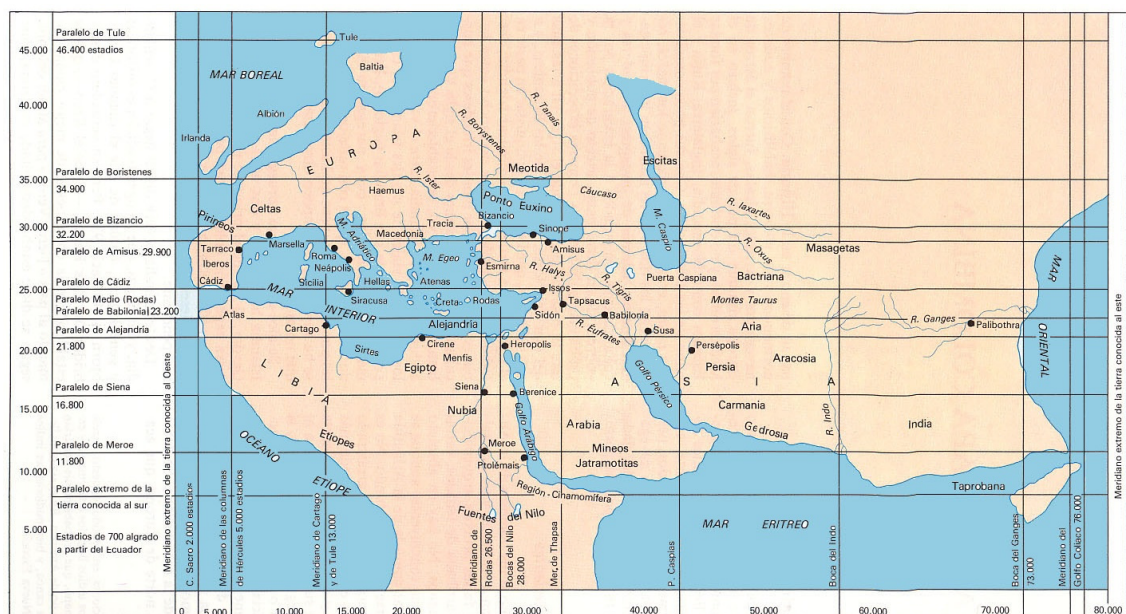 45.000
40.000
35.000
30.000
25.000
20.000
15.000
10.000
5.000
Paralelo de Tule
46.400 estadios
Paralelo de Boristenes
34.900
Paralelo de Bizancio
32.200
Paralelo de Amisus. 29.900
Paralelo de Cádiz
Paralelo Medio (Rodas)
Paralelo de Babilonia 23.200
Paralelo de Alejandría
21.800
Paralelo de Siena
16.800
Paralelo de Meroe
11.800
Paralelo extremo de la
tierra conocida al sur
Estadios de 700 algrado
a partir del Ecuador
Meridiano extremo de la tierra conocida al Oeste
C. Sacro 2.000 estadios
Meridiano de las columnas
de Hércules 5.000 estadios
Meridiano de Cartago
y de Tule 13.000
Meridiano de
Rodas 26.500
Bocas del Nilo
28.000
Mer. de Thapsa
P. Caspias
Boca del Indo
Boca del Ganges
73.000
Meridiano del
Golfo Coliaco 76.000
Meridiano extremo de la tierra conocida al este
0
5.000
10.000
15.000
20.000
30.000
40.000
50.000
60.000
70.000
80.000
Tule
Baltia
MAR BOREAL
Albión
Irlanda
EUROPA
R. Borystenes
R. Tanais
Escitas
Meotida
R. Ister
Haemus
Ponto Euxino
Cáucaso
M. Caspio
R. Iaxartes
Celtas
Pirineos
Tracia
Bizancio
Sinope
Marsella
M. Adriático
Macedonia
Amisus
R. Oxus
Masagetas
Tarraco
Roma
M. Egeo
Iberos
Neápolis
Esmirna
R. Halys
Puerta Caspiana
Bactriana
Cádiz
Sicilia
Hellas
Atenas
R. Tigris
Issos
MAR
Siracusa
Creta
Rodas
Tapsacus
Montes Taurus
MAR
ORIENTAL
INTERIOR
Atlas
Sidón
Babilonia
R. Ganges
Palibothra
Cartago
Alejandría
R. Éufrates
Susa
Aria
Sirtes
Cirene
Heropolis
Menfis
Persépolis
Egipto
Golfo Pérsico
Persia
Aracosia
LIBIA
Siena
Berenice
ASIA
Carmania
Nubia
Golfo Arábigo
Arabia
R. Indo
India
Etíopes
Gedrosia
OCÉANO
ETÍOPE
Meroe
Mineos
Ptolemais
Jatramotitas
Región Cinamomífera
Taprobana
Fuentes del Nilo
MAR ERITREO